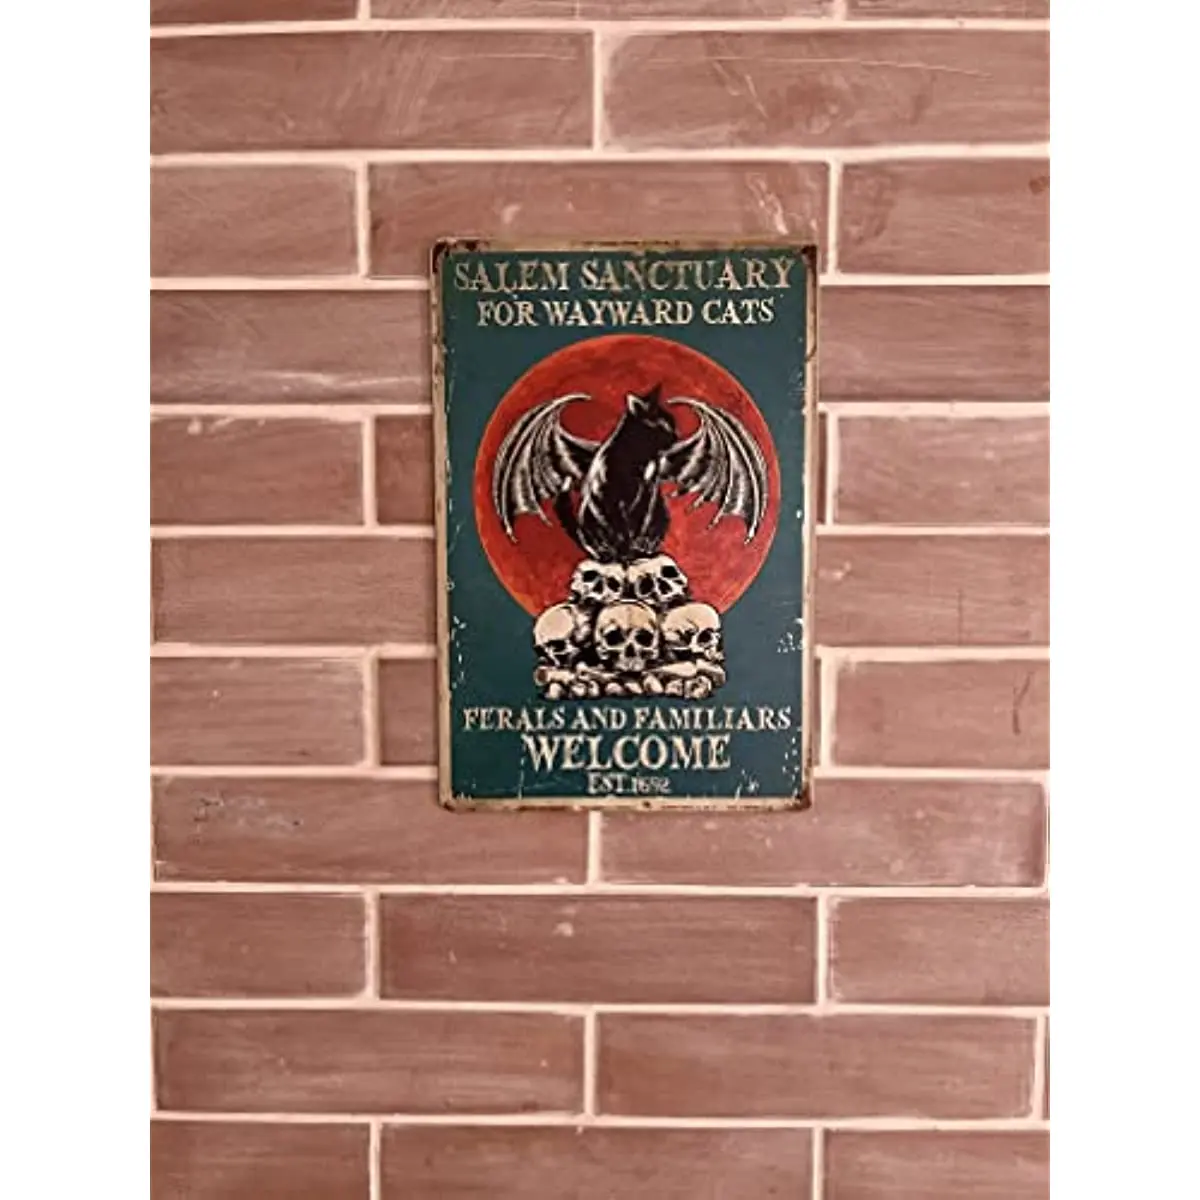 SALEM SANCTUARY
FOR WAYWARD CATS
FERALS AND FAMILIARS
WELCOME
EST. 1692